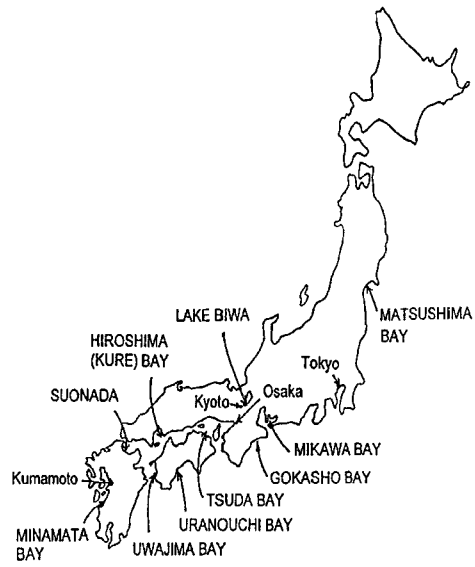 MATSUSHIMA
BAY
LAKE BIWA
HIROSHIMA
(KURE) BAY
Tokyo
SUONADA
Kyoto
Osaka
MIKAWA BAY
Kumamoto
GOKASHO BAY
TSUDA BAY
MINAMATA
BAY
URANOUCHI BAY
UWAJIMA BAY